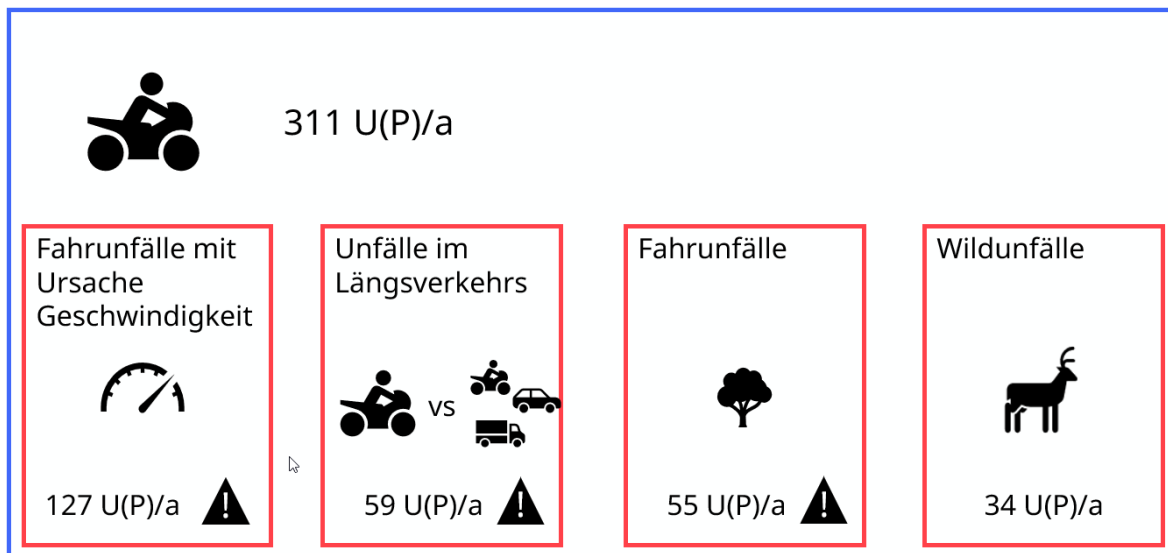 311 U(P)/a
Fahrunfälle mit
Ursache
Geschwindigkeit
127 U(P)/a
Unfälle im
Längsverkehrs
vs
59 U(P)/a
Fahrunfälle
55 U(P)/a
Wildunfälle
34 U(P)/a